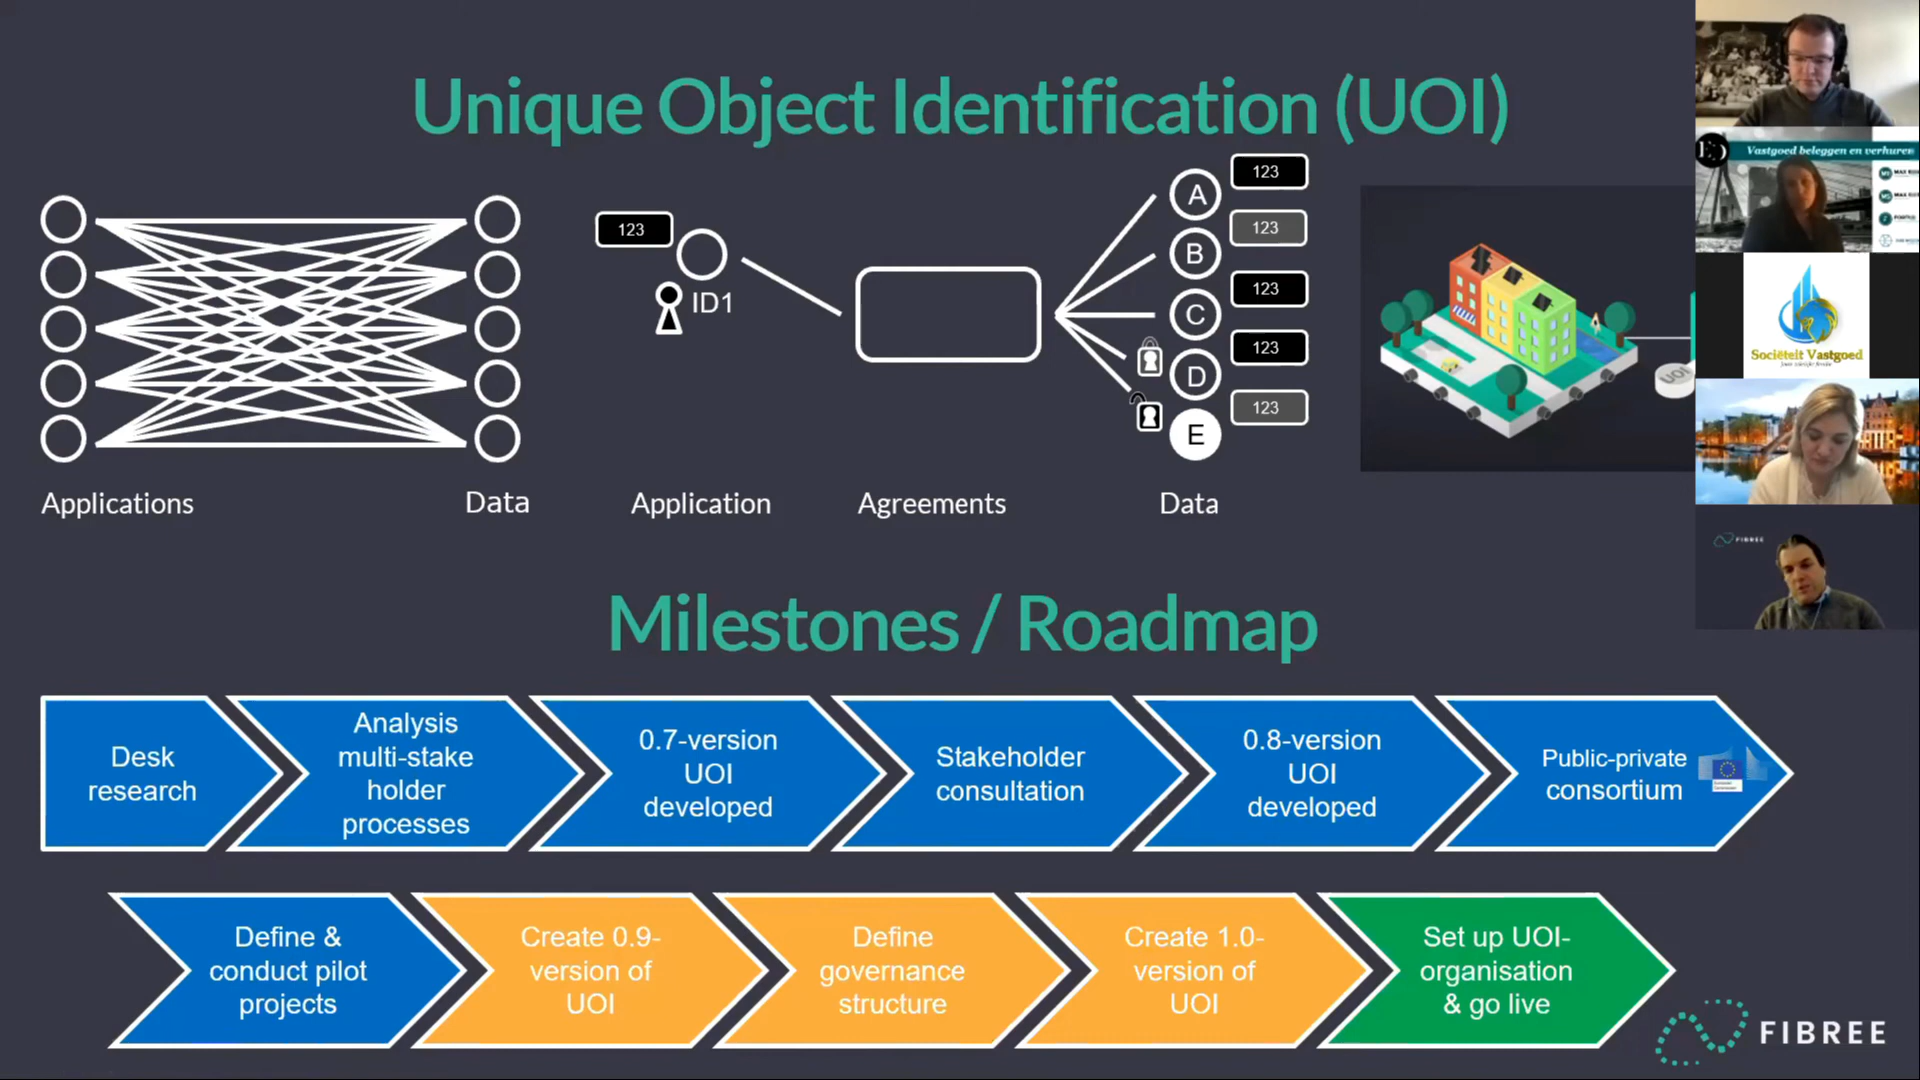 Unique Object Identification (UOI)
123
ID1
A
B
C
D
E
123
123
123
123
123
Applications
Data
Application
Agreements
Data
UOI
Vastgoed beleggen en verhuren
Sociëteit Vastgoed
FIBREE
Milestones / Roadmap
Desk
research
Analysis
multi-stake
holder
processes
0.7-version
UOI
developed
Stakeholder
consultation
0.8-version
UOI
developed
Public-private
consortium
Define &
conduct pilot
projects
Create 0.9-
version of
UOI
Define
governance
structure
Create 1.0-
version of
UOI
Set up UOI-
organisation
& go live
FIBREE